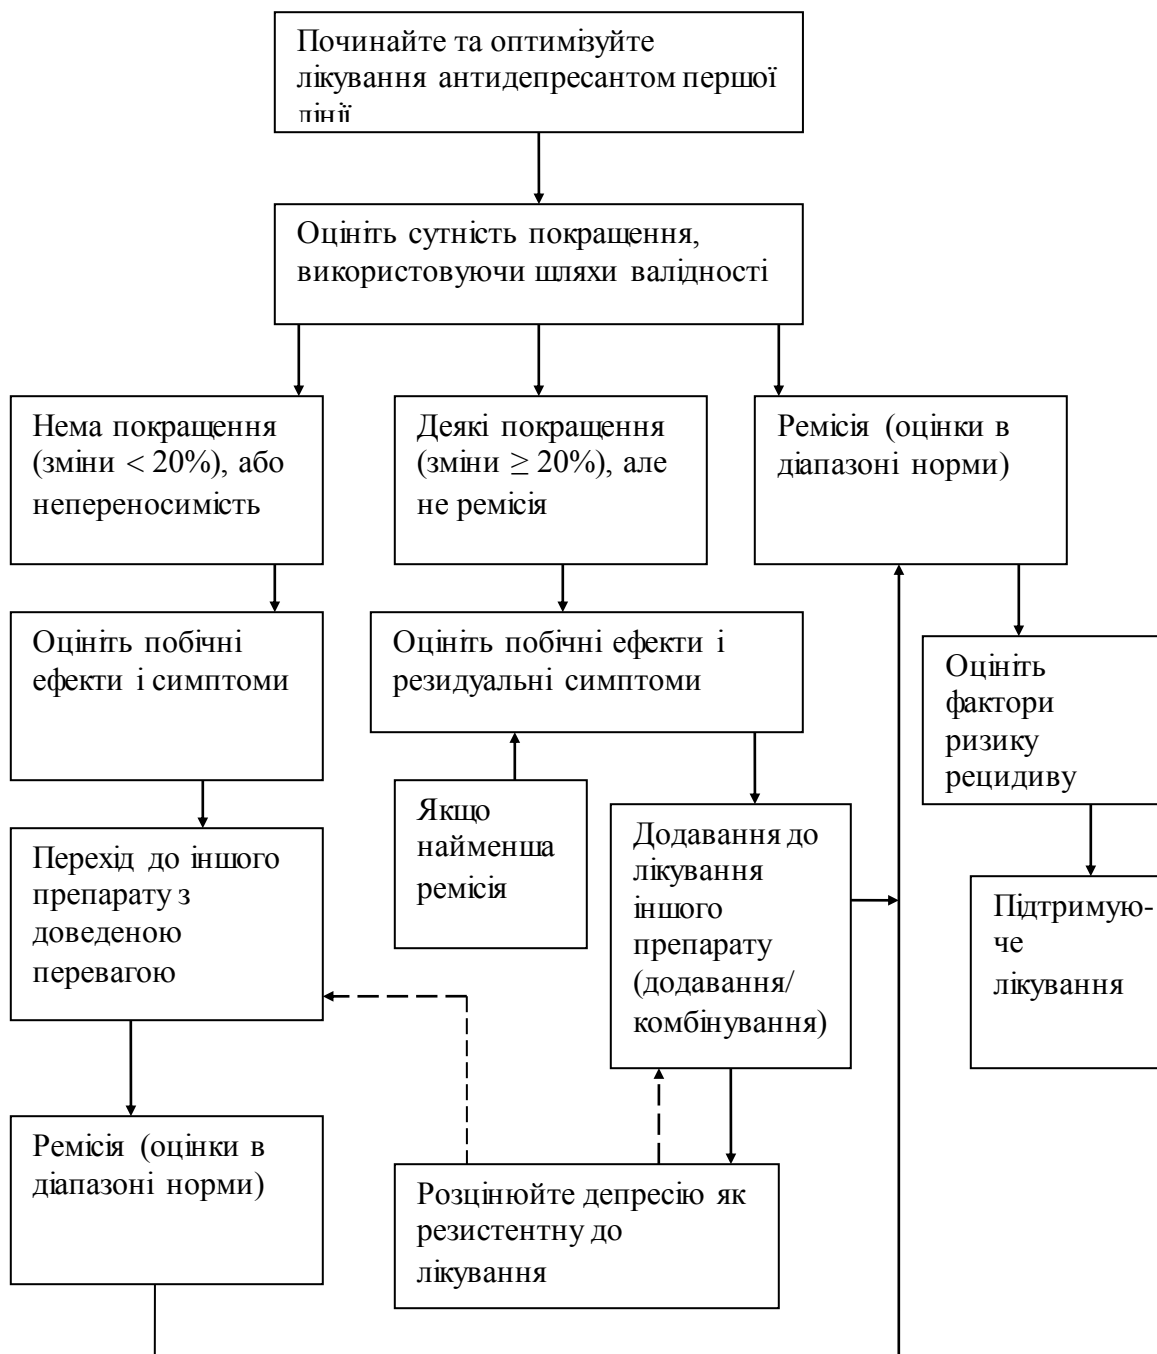 Починайте та оптимізуйте
лікування антидепресантом першої
лінії
Оцініть сутність покращення,
використовуючи шляхи валідності
Нема покращення
(зміни < 20%), або
непереносимість
Деякі покращення
(зміни ≥ 20%), але
не ремісія
Ремісія (оцінки в
діапазоні норми)
Оцініть побічні
ефекти і симптоми
Оцініть побічні ефекти і
резидуальні симптоми
Оцініть
фактори
ризику
рецидиву
Перехід до іншого
препарату з
доведеною
перевагою
Якщо
найменша
ремісія
Додавання до
лікування
іншого
препарату
(додавання/
комбінування)
Підтримую-
че
лікування
Ремісія (оцінки в
діапазоні норми)
Розцінюйте депресію як
резистентну до
лікування